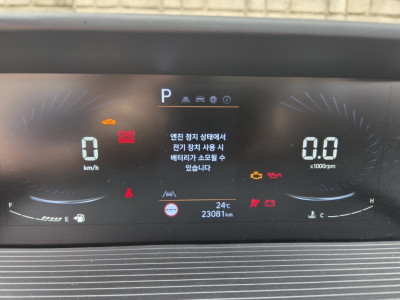 P
0
km/h
엔진 정지 상태에서
전기 장치 사용 시
배터리가 소모될 수
있습니다
0.0
x1000rpm
F
E
24℃
23081km
C
H